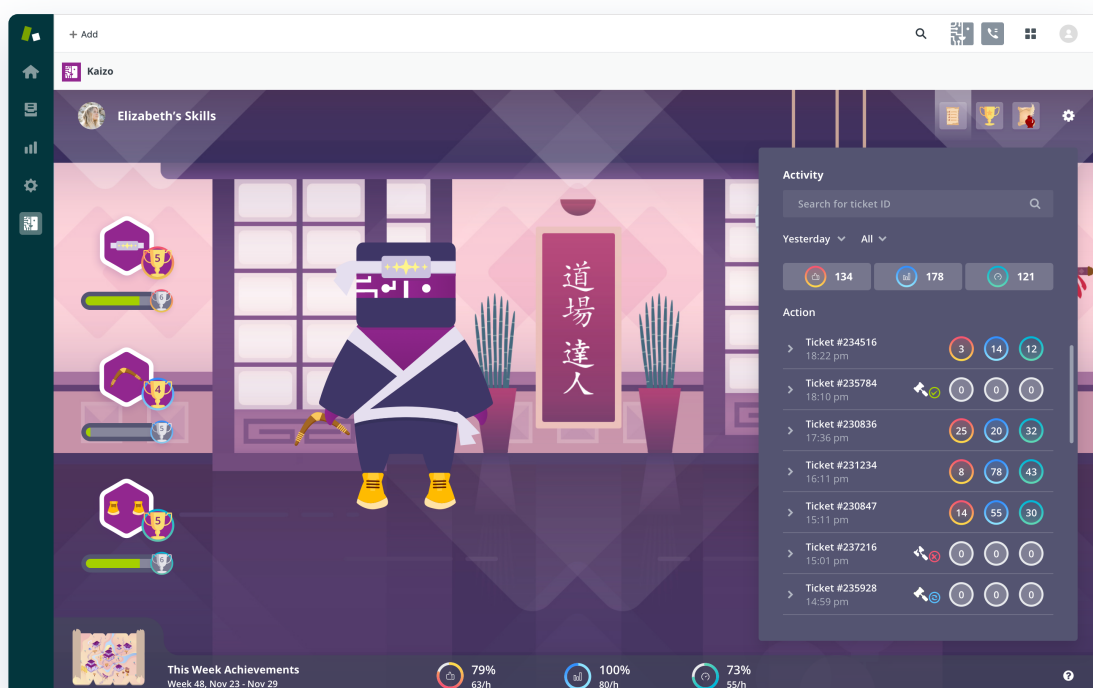 + Add
Kaizo
Elizabeth's Skills
5
6
4
5
5
6
道
場
達
人
Activity
Search for ticket ID
Yesterday All
134 178 121
Action
Ticket #234516
18:22 pm
3 14 12
Ticket #235784
18:10 pm
0 0 0
Ticket #230836
17:36 pm
25 20 32
Ticket #231234
16:11 pm
8 78 43
Ticket #230847
15:11 pm
14 55 30
Ticket #237216
15:01 pm
0 0 0
Ticket #235928
14:59 pm
0 0 0
This Week Achievements
Week 48, Nov 23 - Nov 29
79%
63/h
100%
80/h
73%
55/h
?